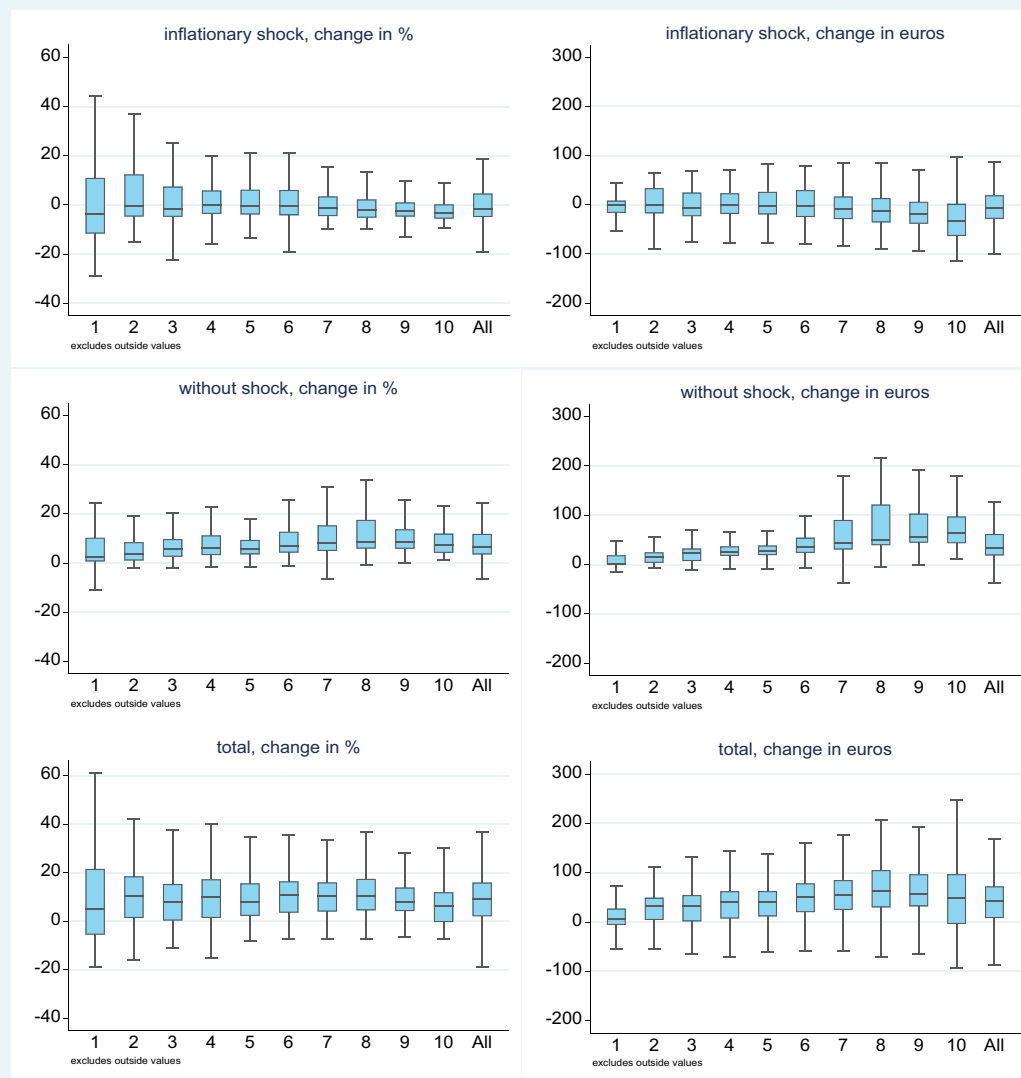 inflationary shock, change in %
60
40
20
0
-20
-40
1 2 3 4 5 6 7 8 9 10 All
excludes outside values
inflationary shock, change in euros
300
200
100
0
-100
-200
1 2 3 4 5 6 7 8 9 10 All
excludes outside values
without shock, change in %
60
40
20
0
-20
-40
1 2 3 4 5 6 7 8 9 10 All
excludes outside values
without shock, change in euros
300
200
100
0
-100
-200
1 2 3 4 5 6 7 8 9 10 All
excludes outside values
total, change in %
60
40
20
0
-20
-40
1 2 3 4 5 6 7 8 9 10 All
excludes outside values
total, change in euros
300
200
100
0
-100
-200
1 2 3 4 5 6 7 8 9 10 All
excludes outside values